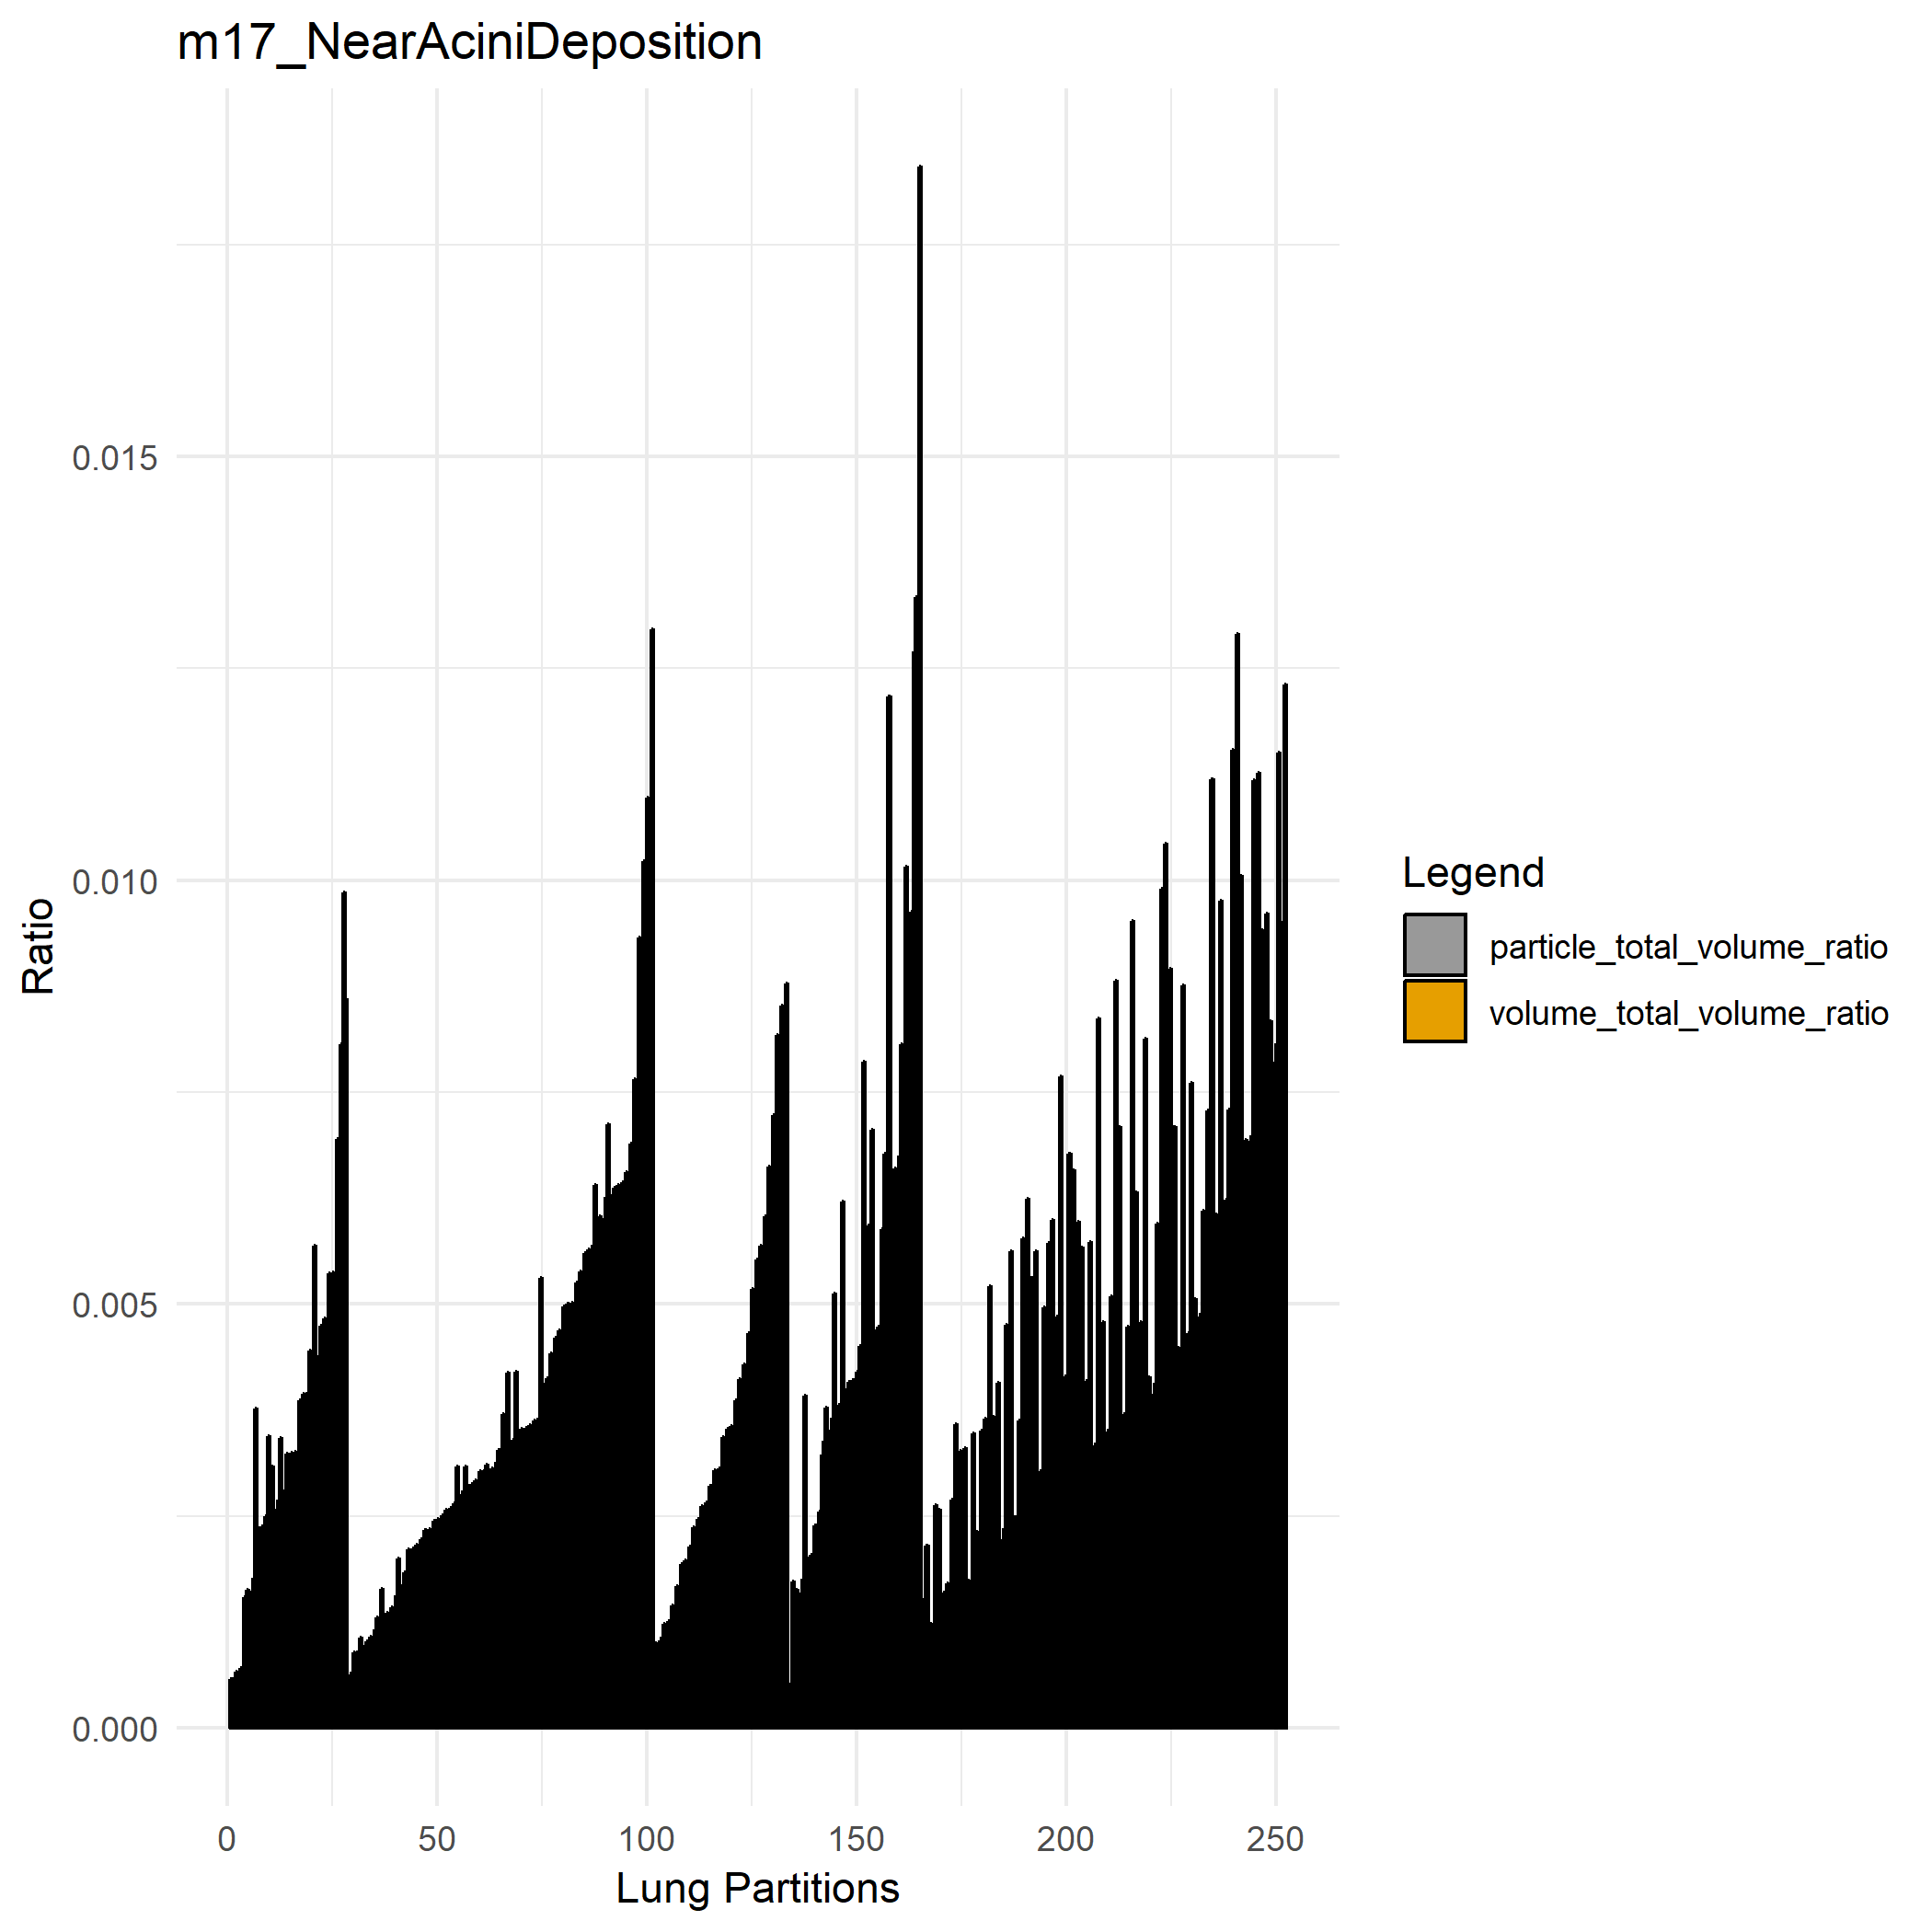 m17_NearAciniDeposition
0.015
0.010
0.005
0.000
Ratio
0
50
100
150
200
250
Lung Partitions
Legend
particle_total_volume_ratio
volume_total_volume_ratio